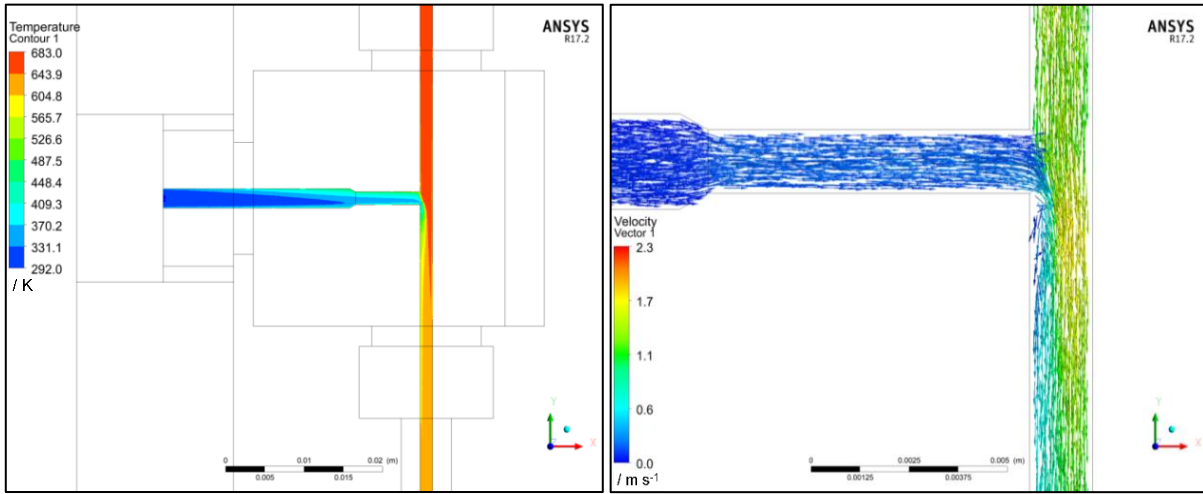 Temperature
Contour 1
683.0
643.9
604.8
565.7
526.6
487.5
448.4
409.3
370.2
331.1
292.0
/ K
ANSYS
R17.2
0 0.01 0.02 (m)
0.005 0.015
Y
X
Z
ANSYS
R17.2
Velocity
Vector 1
2.3
1.7
1.1
0.6
0.0
/ m s⁻¹
0 0.0025 0.005 (m)
0.00125 0.00375
Y
X
Z